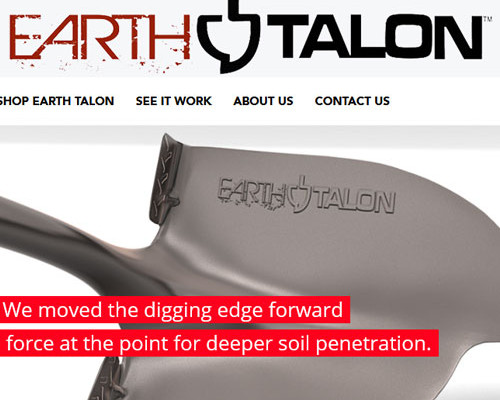 EARTH TALON™
SHOP EARTH TALON SEE IT WORK ABOUT US CONTACT US
EARTH TALON
We moved the digging edge forward
force at the point for deeper soil penetration.